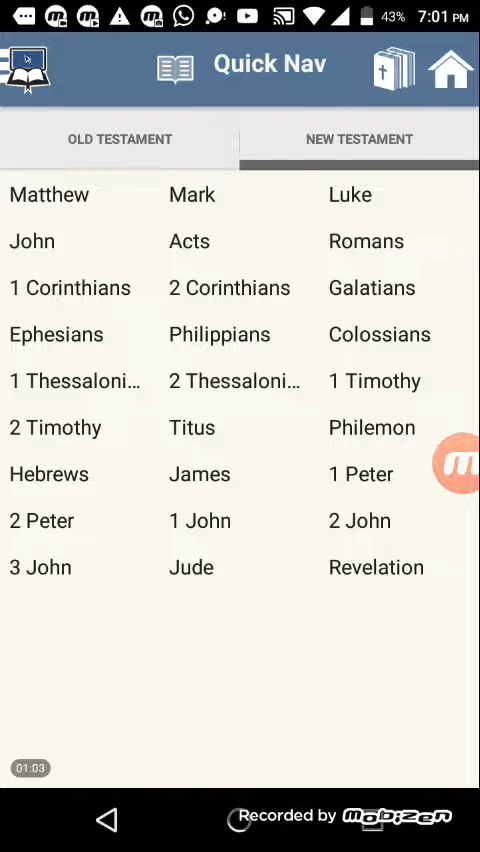 43% 7:01 PM
Quick Nav
OLD TESTAMENT NEW TESTAMENT
Matthew Mark Luke
John Acts Romans
1 Corinthians 2 Corinthians Galatians
Ephesians Philippians Colossians
1 Thessaloni... 2 Thessaloni... 1 Timothy
2 Timothy Titus Philemon
Hebrews James 1 Peter
2 Peter 1 John 2 John
3 John Jude Revelation
01:03
Recorded by mobizen